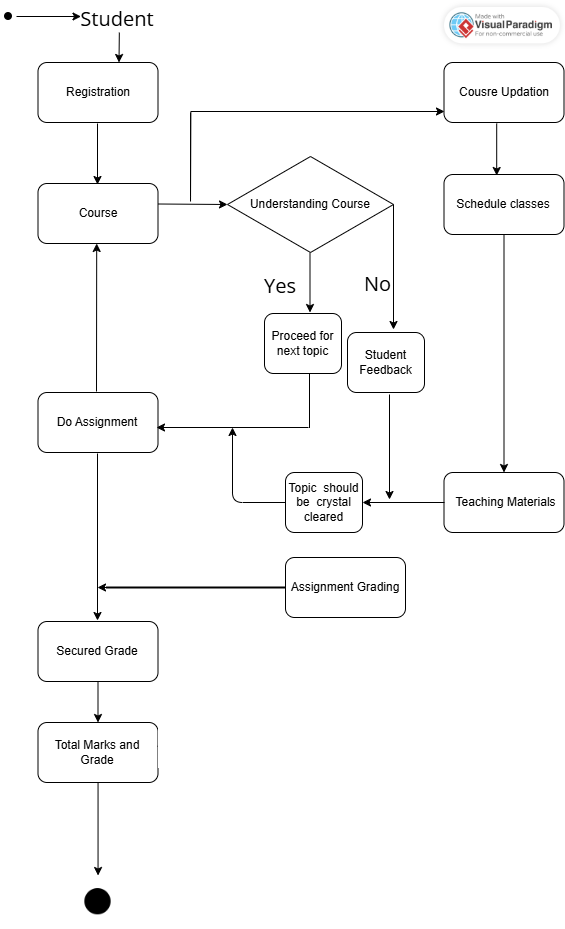 Student
Made with
Visual Paradigm
For non-commercial use
Registration
Cousre Updation
Course
Understanding Course
Schedule classes
Yes
No
Proceed for
next topic
Student
Feedback
Do Assignment
Topic should
be crystal
cleared
Teaching Materials
Assignment Grading
Secured Grade
Total Marks and
Grade